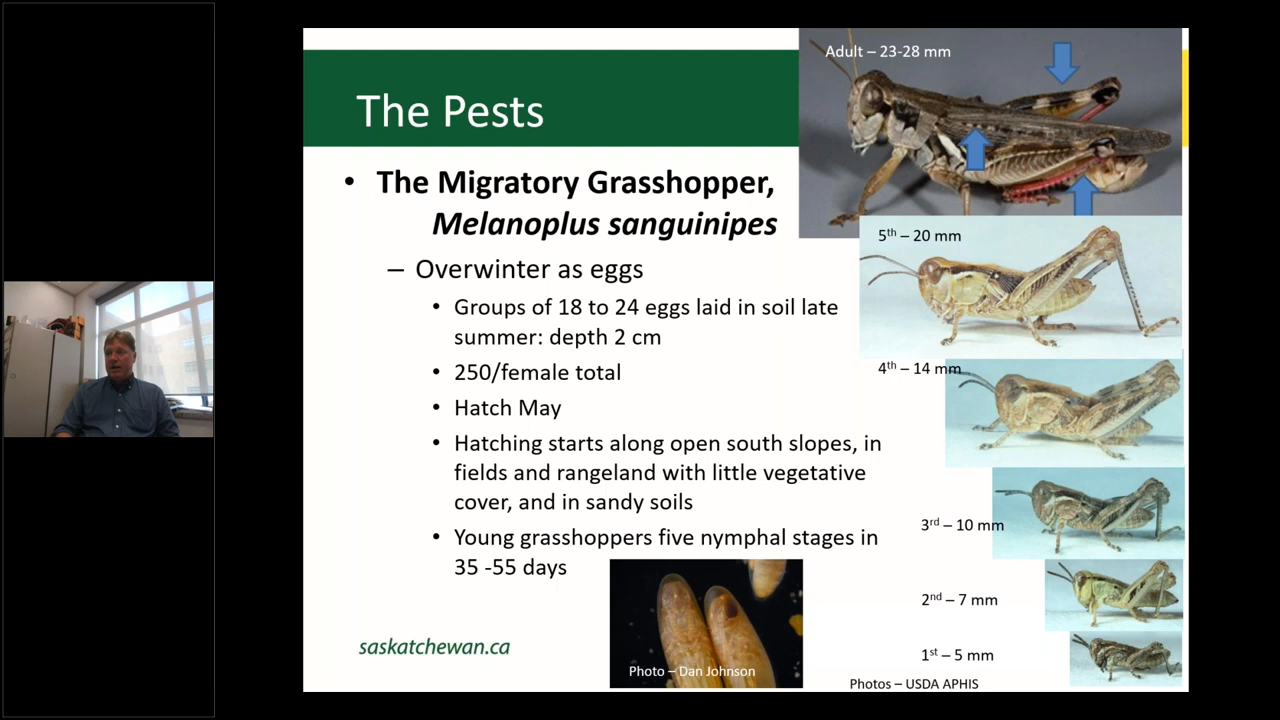 The Pests
• The Migratory Grasshopper,
Melanoplus sanguinipes
– Overwinter as eggs
• Groups of 18 to 24 eggs laid in soil late
summer: depth 2 cm
• 250/female total
• Hatch May
• Hatching starts along open south slopes, in
fields and rangeland with little vegetative
cover, and in sandy soils
• Young grasshoppers five nymphal stages in
35 -55 days
saskatchewan.ca
Photo – Dan Johnson
Adult – 23-28 mm
5th – 20 mm
4th – 14 mm
3rd – 10 mm
2nd – 7 mm
1st – 5 mm
Photos – USDA APHIS